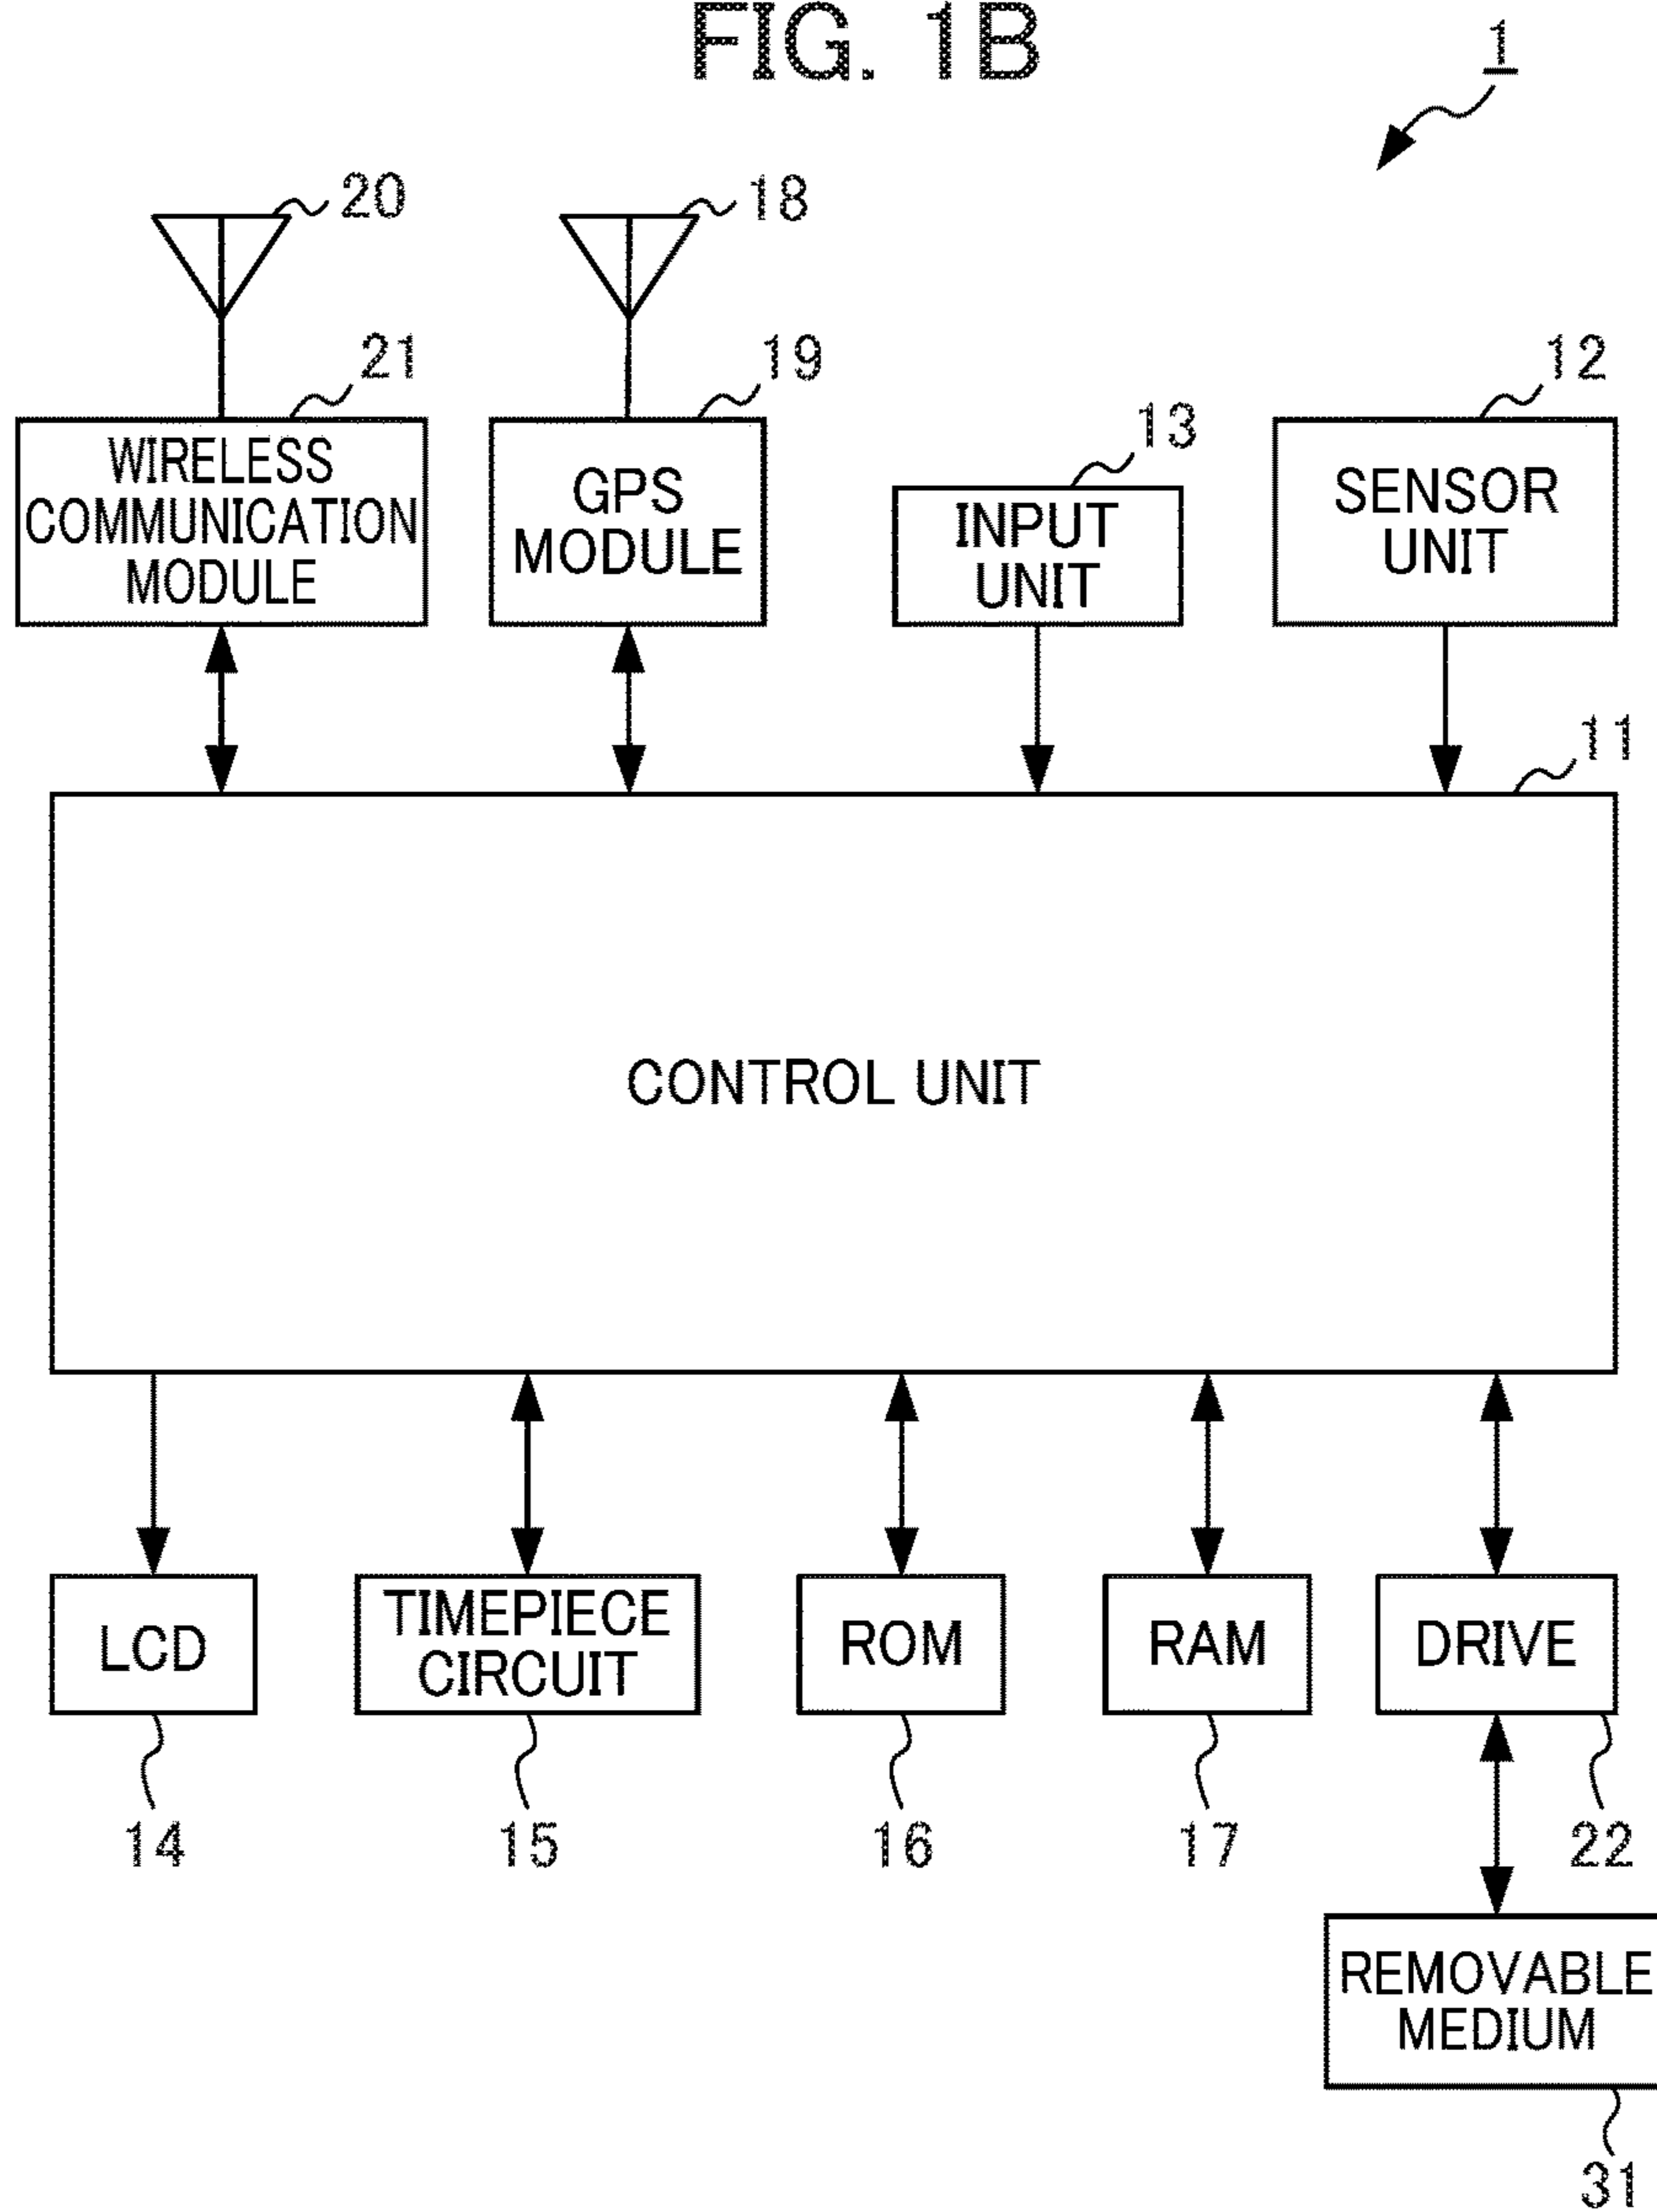 FIG. 1B
1
20
18
21
19
13
12
WIRELESS
COMMUNICATION
MODULE
GPS
MODULE
INPUT
UNIT
SENSOR
UNIT
11
CONTROL UNIT
LCD
TIMEPIECE
CIRCUIT
ROM
RAM
DRIVE
14
15
16
17
22
REMOVABLE
MEDIUM
31